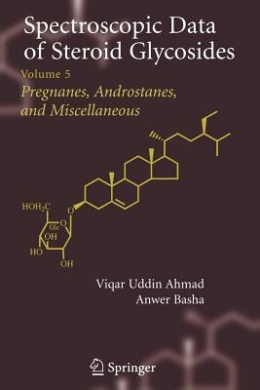 Spectroscopic Data
of Steroid Glycosides
Volume 5
Pregnanes, Androstanes,
and Miscellaneous
HOH₂C
O
O
Glc
OH
HO
OH
Viqar Uddin Ahmad
Anwer Basha
Springer